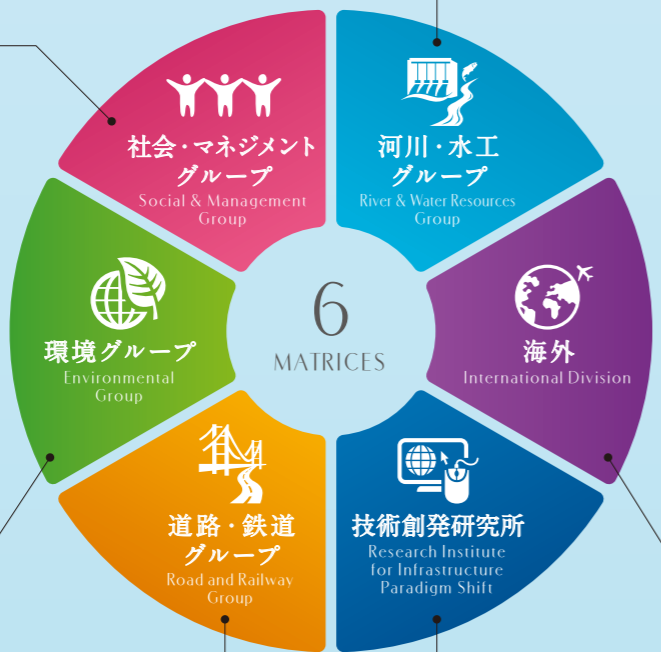 社会・マネジメント
グループ
Social & Management
Group
河川・水工
グループ
River & Water Resources
Group
環境グループ
Environmental
Group
6
MATRICES
海外
International Division
道路・鉄道
グループ
Road and Railway
Group
技術創発研究所
Research Institute
for Infrastructure
Paradigm Shift